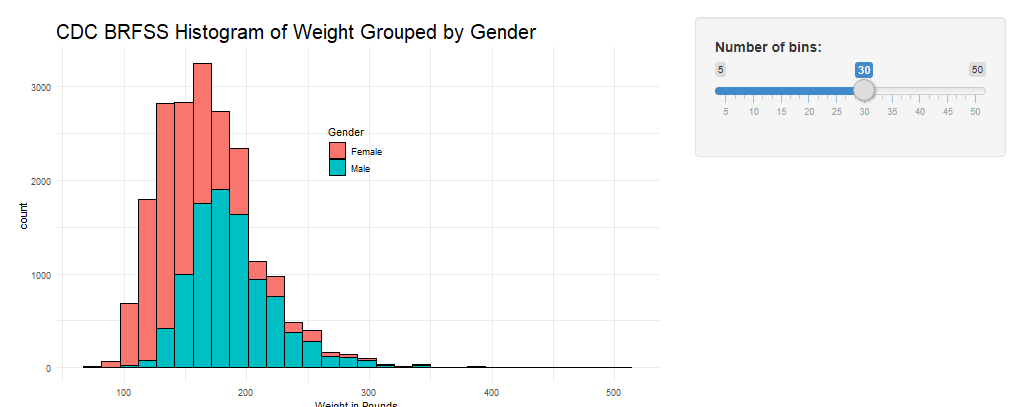 CDC BRFSS Histogram of Weight Grouped by Gender
3000
2000
1000
0
count
Gender
Female
Male
100 200 300 400 500
Weight in Pounds
Number of bins:
5 30 50
5 10 15 20 25 30 35 40 45 50